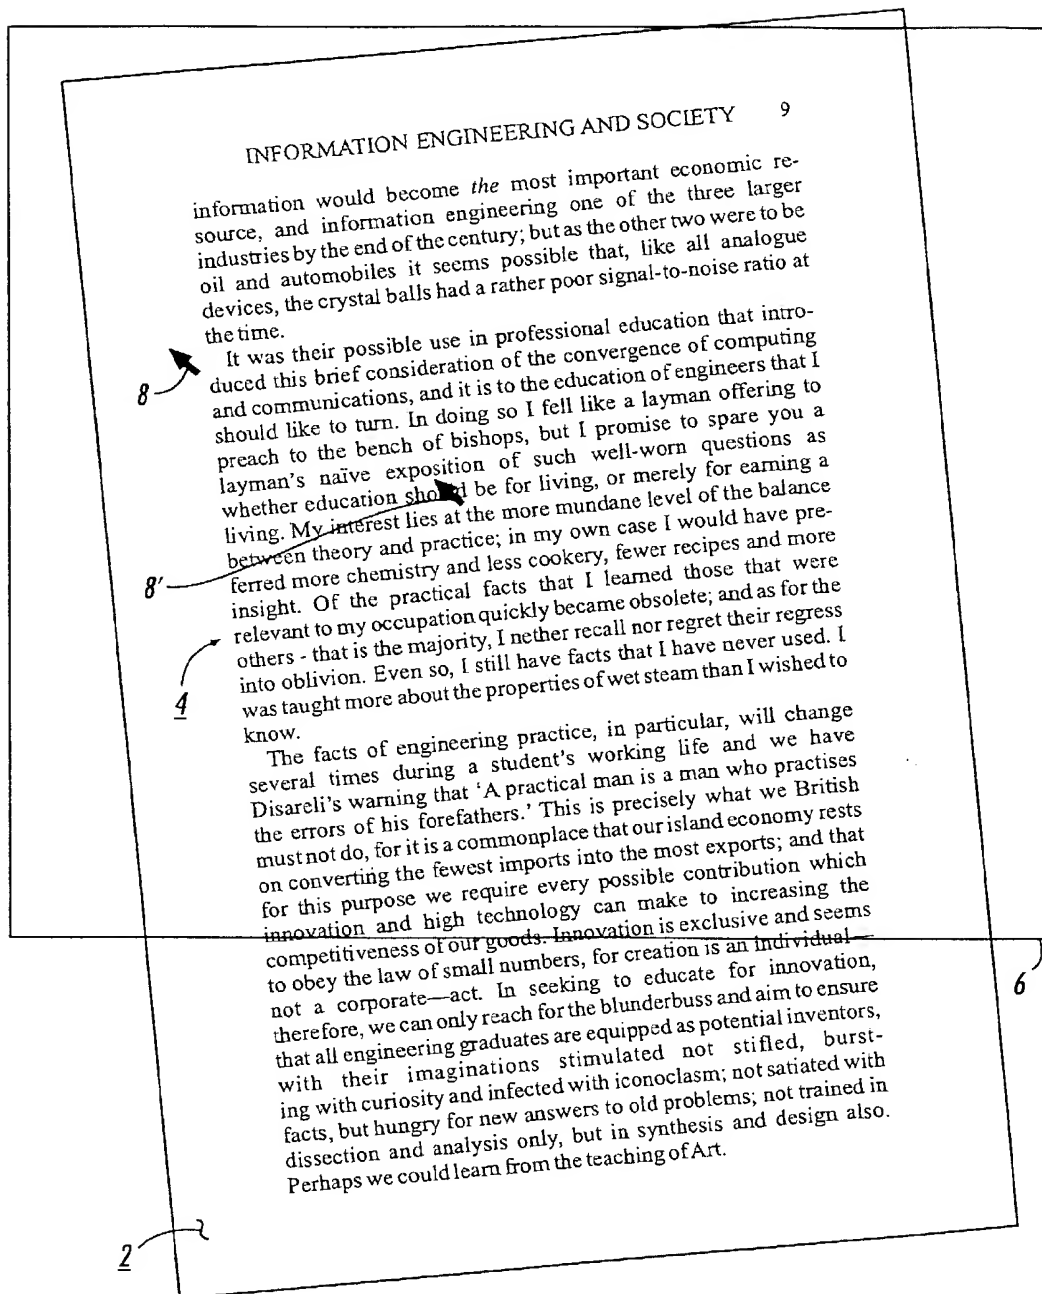 INFORMATION ENGINEERING AND SOCIETY 9
information would become the most important economic re-
source, and information engineering one of the three larger
industries by the end of the century; but as the other two were to be
oil and automobiles it seems possible that, like all analogue
devices, the crystal balls had a rather poor signal-to-noise ratio at
the time.
It was their possible use in professional education that intro-
duced this brief consideration of the convergence of computing
8
and communications, and it is to the education of engineers that I
should like to turn. In doing so I fell like a layman offering to
preach to the bench of bishops, but I promise to spare you a
layman's naïve exposition of such well-worn questions as
whether education should be for living, or merely for earning a
living. My interest lies at the more mundane level of the balance
between theory and practice; in my own case I would have pre-
8'
ferred more chemistry and less cookery, fewer recipes and more
insight. Of the practical facts that I learned those that were
relevant to my occupation quickly became obsolete; and as for the
others - that is the majority, I nether recall nor regret their regress
4
into oblivion. Even so, I still have facts that I have never used. I
was taught more about the properties of wet steam than I wished to
know.
The facts of engineering practice, in particular, will change
several times during a student's working life and we have
Disareli's warning that ‘A practical man is a man who practises
the errors of his forefathers.’ This is precisely what we British
must not do, for it is a commonplace that our island economy rests
on converting the fewest imports into the most exports; and that
for this purpose we require every possible contribution which
innovation and high technology can make to increasing the
competitiveness of our goods. Innovation is exclusive and seems
to obey the law of small numbers, for creation is an individual—
6
not a corporate—act. In seeking to educate for innovation,
therefore, we can only reach for the blunderbuss and aim to ensure
that all engineering graduates are equipped as potential inventors,
with their imaginations stimulated not stifled, burst-
ing with curiosity and infected with iconoclasm; not satiated with
facts, but hungry for new answers to old problems; not trained in
dissection and analysis only, but in synthesis and design also.
Perhaps we could learn from the teaching of Art.
2